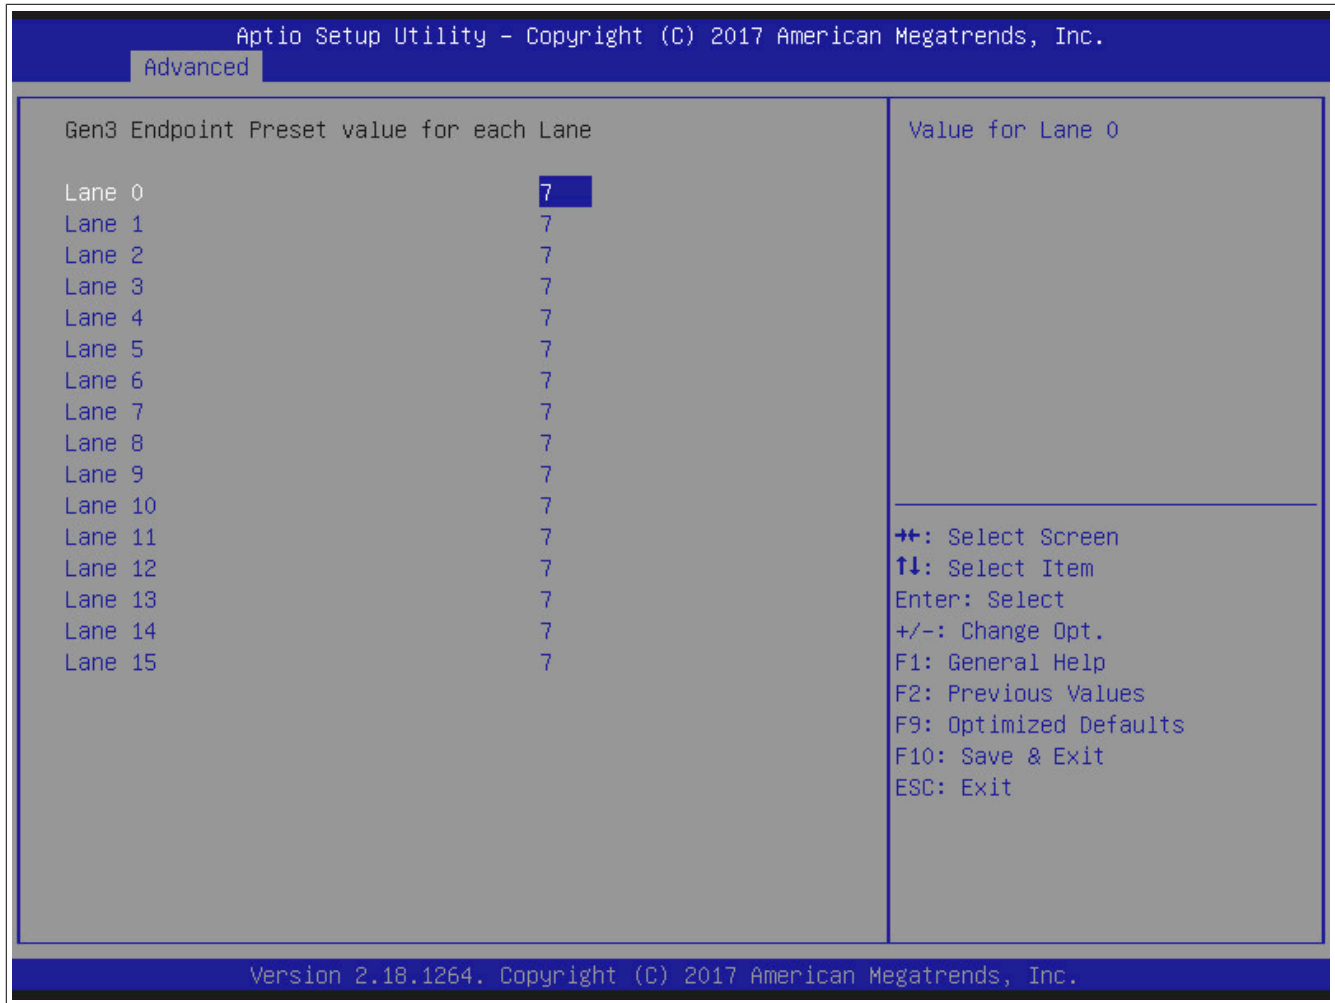 Aptio Setup Utility – Copyright (C) 2017 American Megatrends, Inc.
Advanced
Gen3 Endpoint Preset value for each Lane
Lane 0 7
Lane 1 7
Lane 2 7
Lane 3 7
Lane 4 7
Lane 5 7
Lane 6 7
Lane 7 7
Lane 8 7
Lane 9 7
Lane 10 7
Lane 11 7
Lane 12 7
Lane 13 7
Lane 14 7
Lane 15 7
Value for Lane 0
→←: Select Screen
↑↓: Select Item
Enter: Select
+/-: Change Opt.
F1: General Help
F2: Previous Values
F9: Optimized Defaults
F10: Save & Exit
ESC: Exit
Version 2.18.1264. Copyright (C) 2017 American Megatrends, Inc.